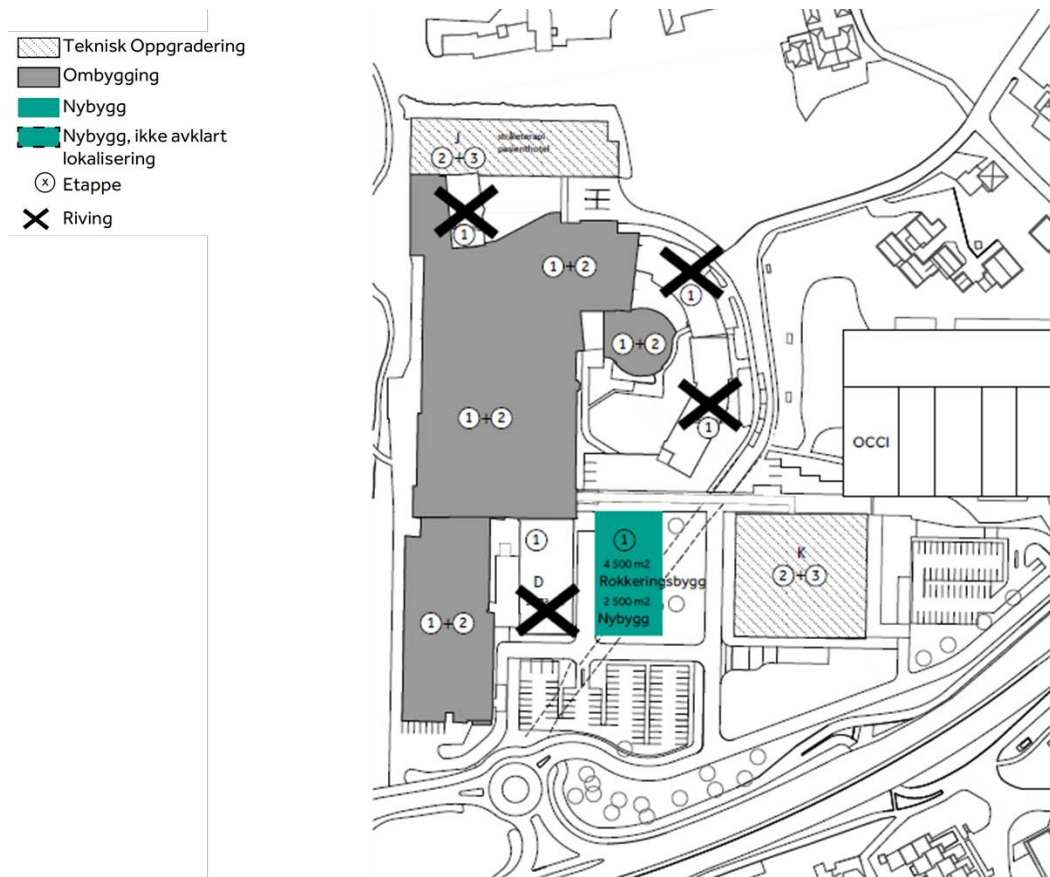 Teknisk Oppgradering
Ombygging
Nybygg
Nybygg, ikke avklart
lokalisering
x Etappe
Riving
J
stråleterapi
pasienthotel
2+3
1
1+2
1
1+2
1+2
1
OCCI
1
D
1
4 500 m2
Rokkeringsbygg
2 500 m2
Nybygg
K
2+3
1+2